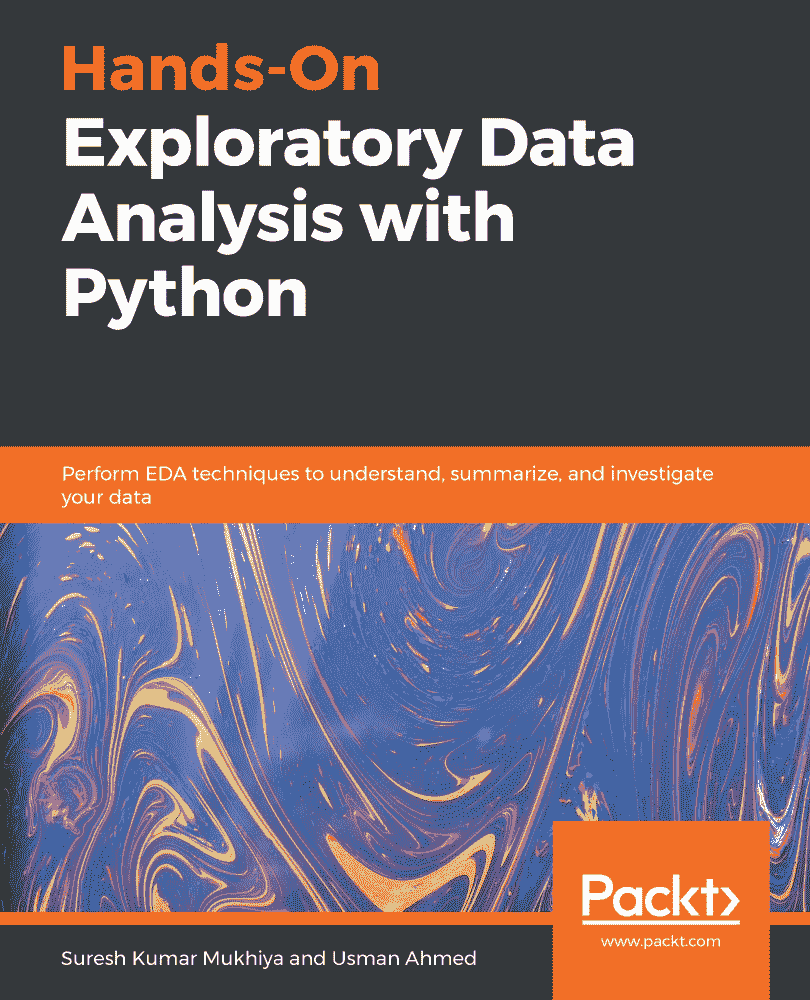 Hands-On
Exploratory Data
Analysis with
Python
Perform EDA techniques to understand, summarize, and investigate
your data
Packt>
www.packt.com
Suresh Kumar Mukhiya and Usman Ahmed